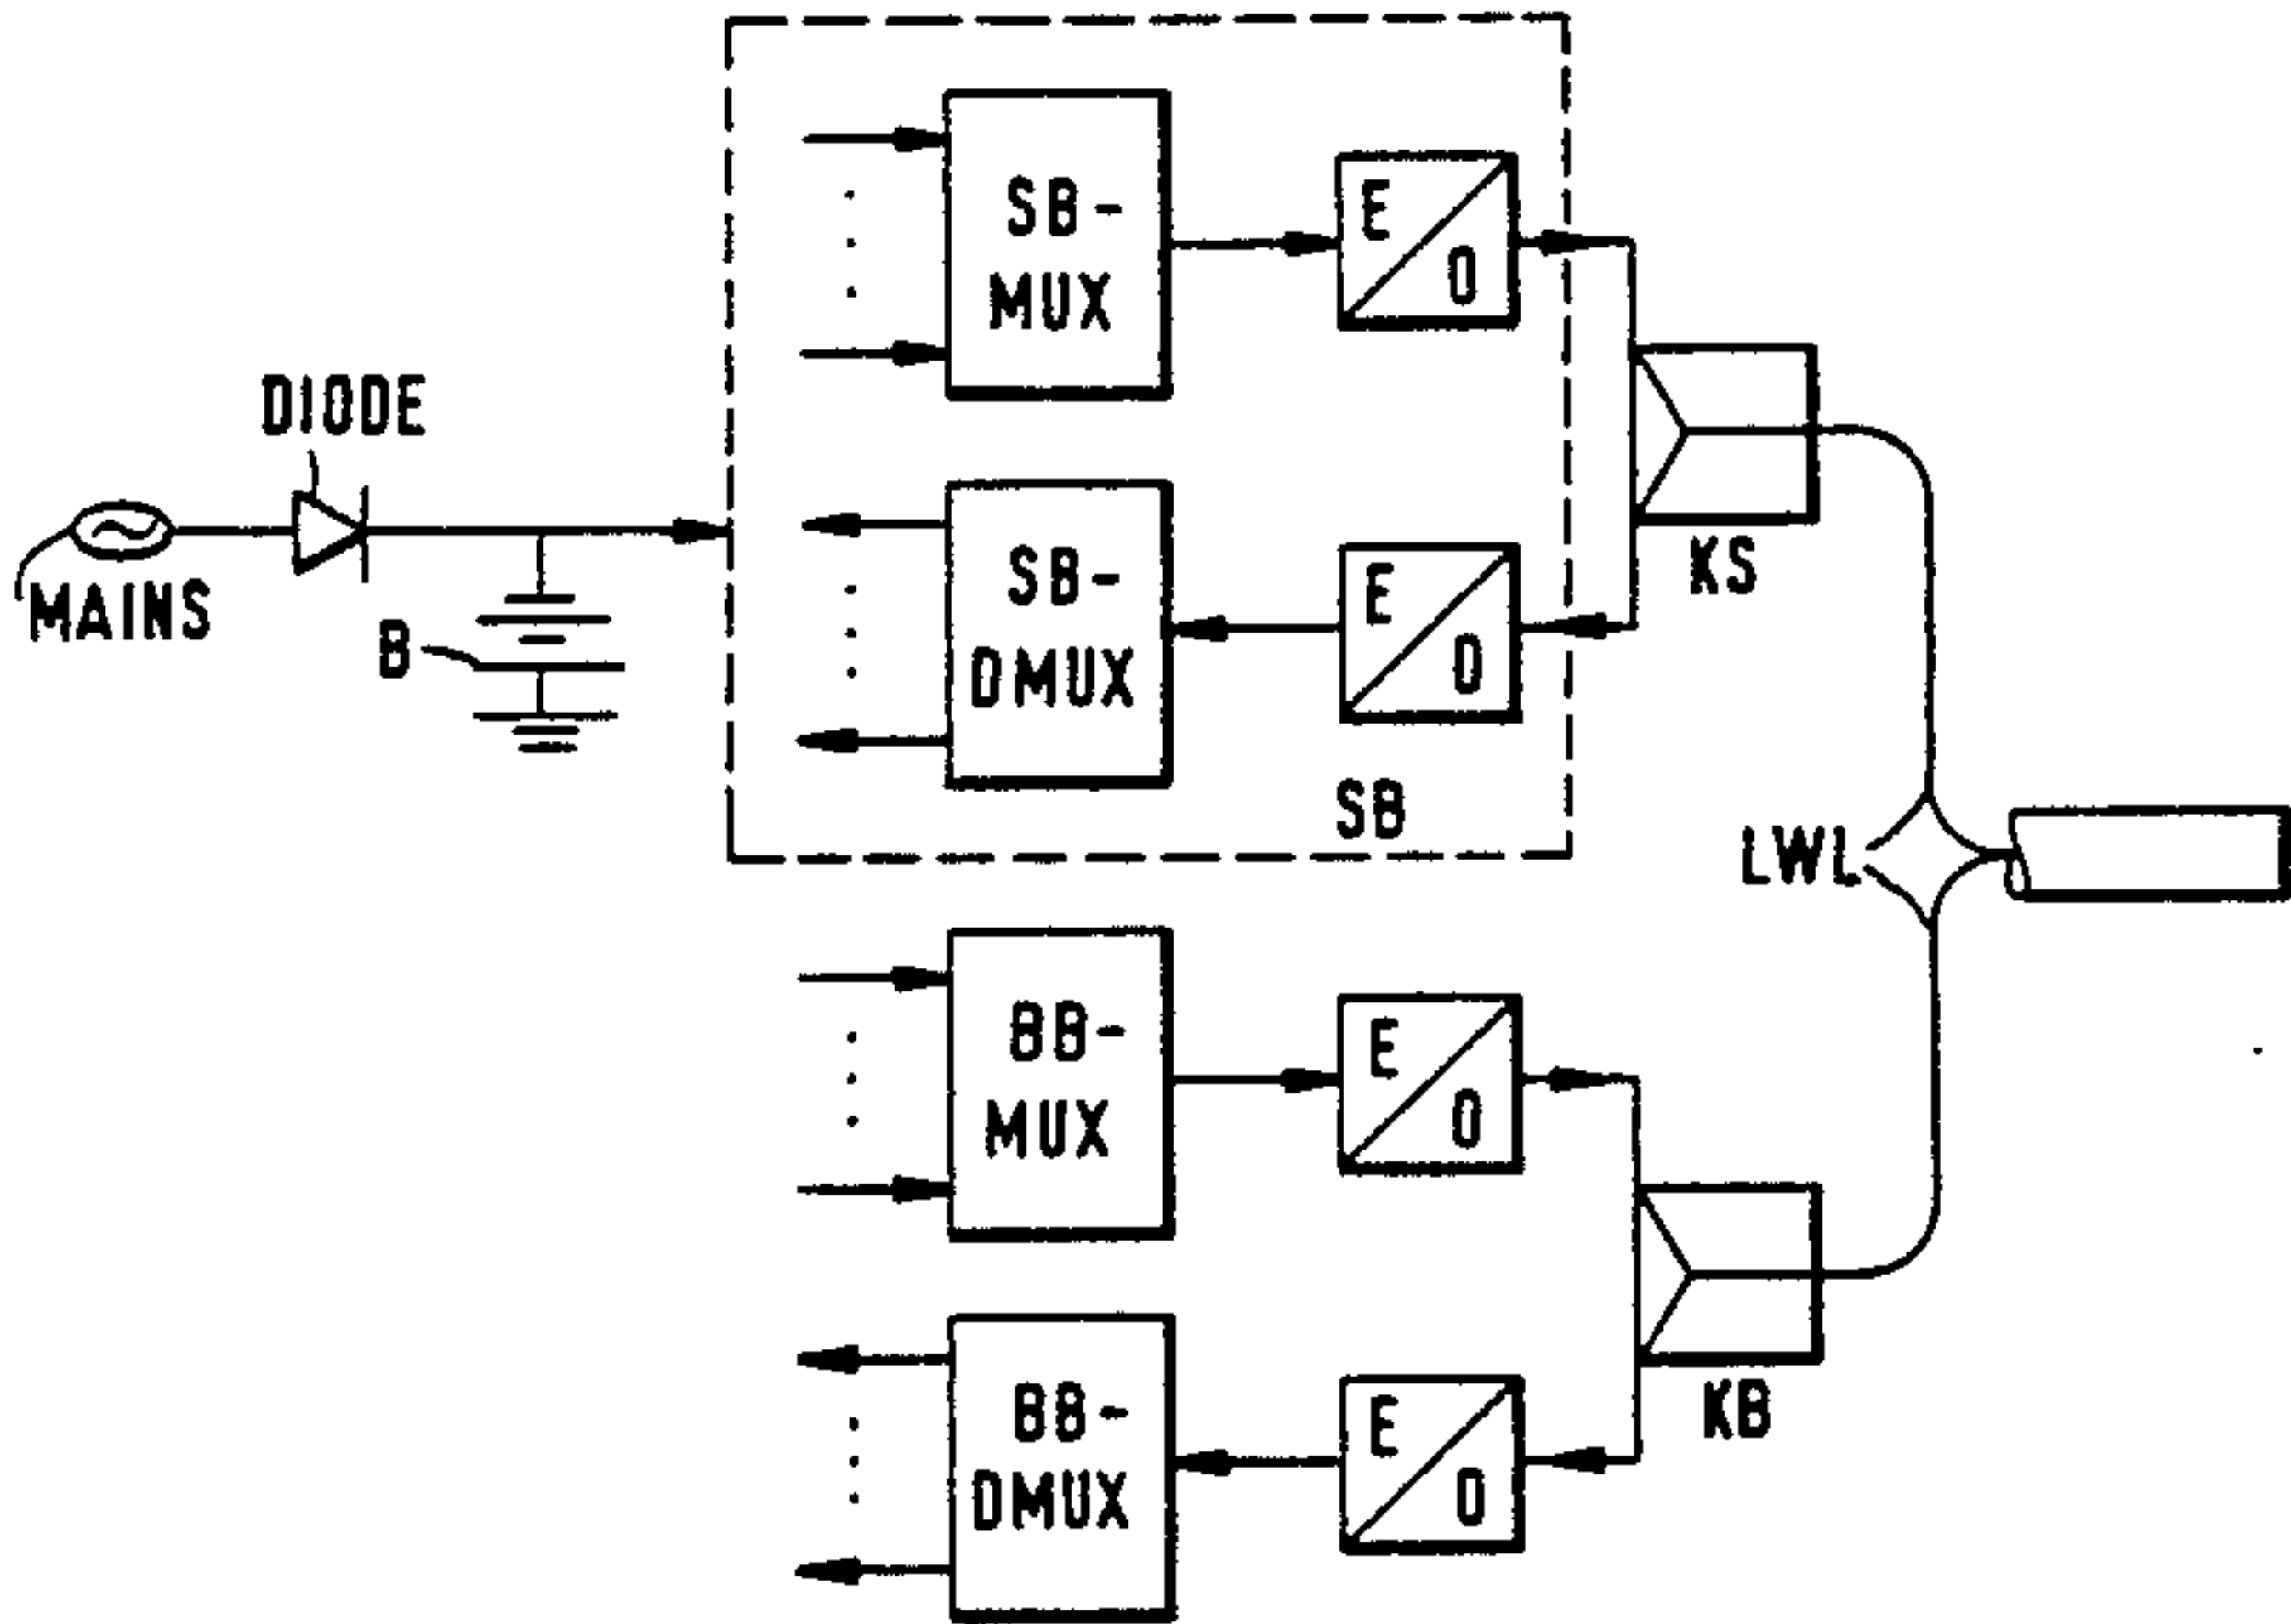 SB-
MUX
E
O
DIODE
MAINS
B
SB-
DMUX
E
O
KS
SB
LWL
BB-
MUX
E
O
KB
BB-
DMUX
E
O